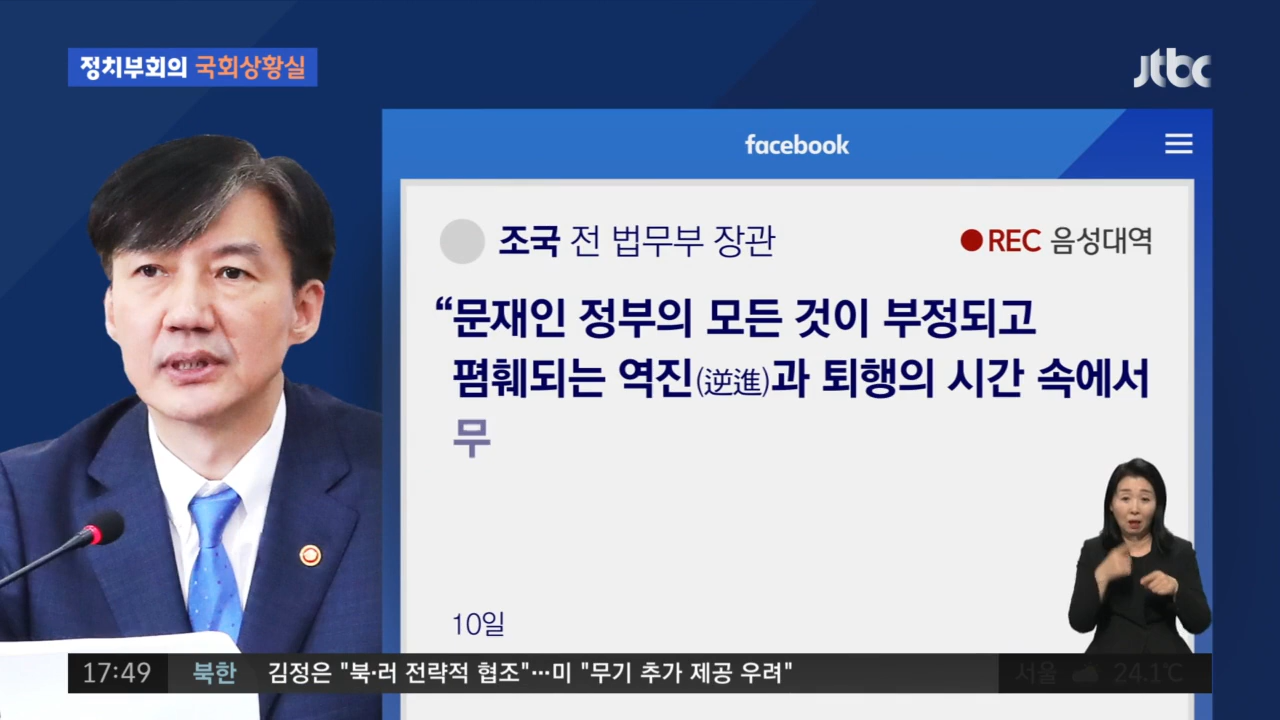 정치부회의 국회상황실
jtbc
facebook
조국 전 법무부 장관
REC 음성대역
“문재인 정부의 모든 것이 부정되고
폄훼되는 역진(逆進)과 퇴행의 시간 속에서
무
10일
17:49 북한 김정은 "북·러 전략적 협조"…미 "무기 추가 제공 우려"
서울 24.1℃